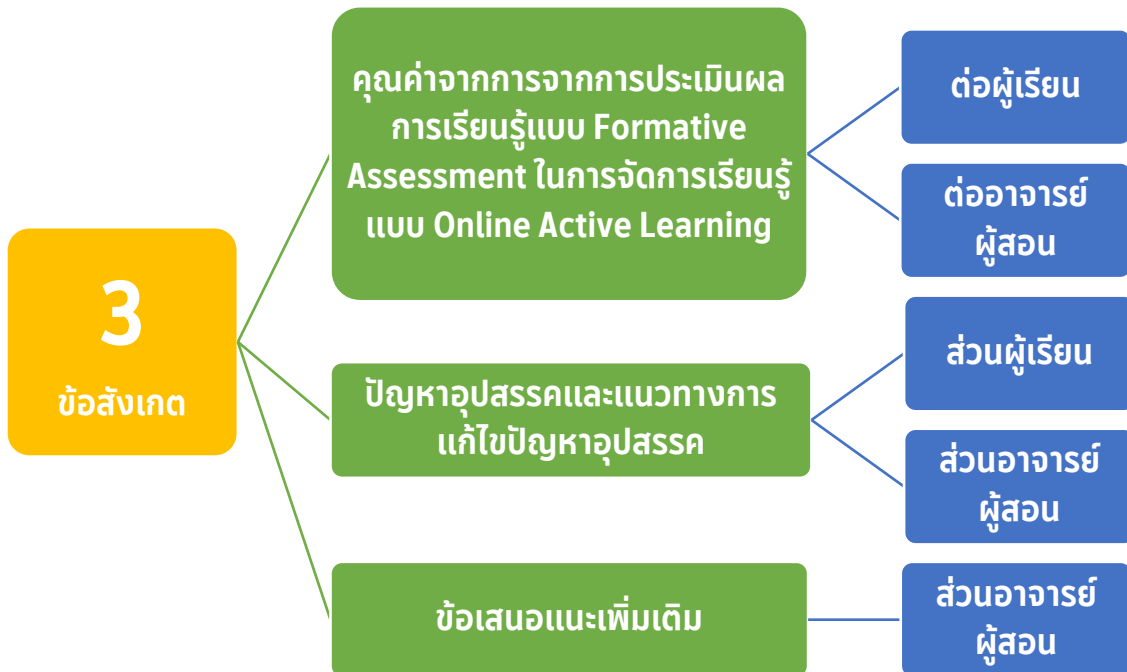 3
ข้อสังเกต
คุณค่าจากการจากการประเมินผล
การเรียนรู้แบบ Formative
Assessment ในการจัดการเรียนรู้
แบบ Online Active Learning
ต่อผู้เรียน
ต่ออาจารย์
ผู้สอน
ปัญหาอุปสรรคและแนวทางการ
แก้ไขปัญหาอุปสรรค
ส่วนผู้เรียน
ส่วนอาจารย์
ผู้สอน
ข้อเสนอแนะเพิ่มเติม
ส่วนอาจารย์
ผู้สอน